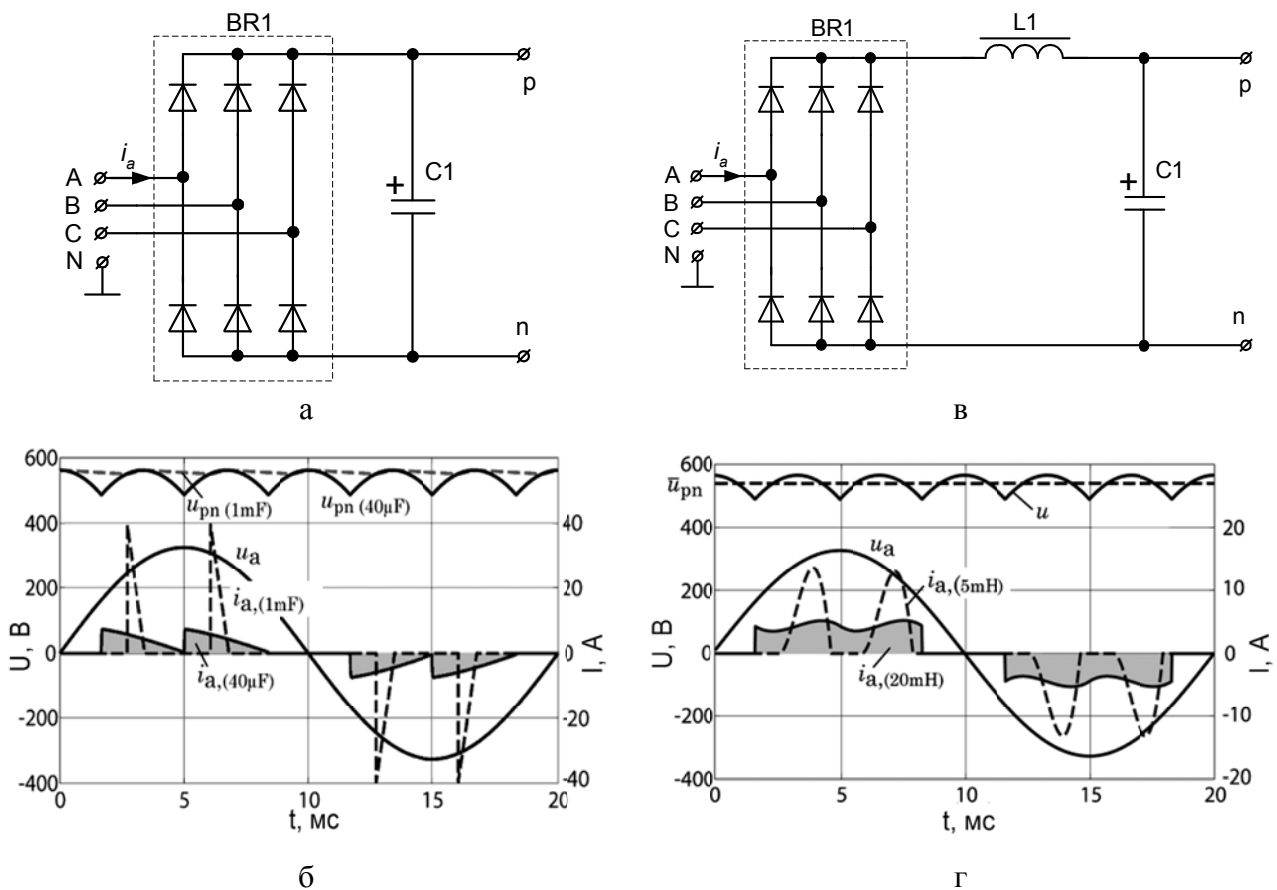 BR1
A
B
C
N
i_a
+
C1
p
n
а
BR1
L1
A
B
C
N
i_a
+
C1
p
n
в
600
400
200
0
-200
-400
U, В
u_pn (1mF)
u_pn (40μF)
u_a
i_a,(1mF)
i_a,(40μF)
40
20
0
-20
-40
I, А
0
5
10
15
20
t, мс
б
600
ū_pn
400
200
0
-200
-400
U, В
u
u_a
i_a,(5mH)
i_a,(20mH)
20
10
0
-10
-20
I, А
0
5
10
15
20
t, мс
г